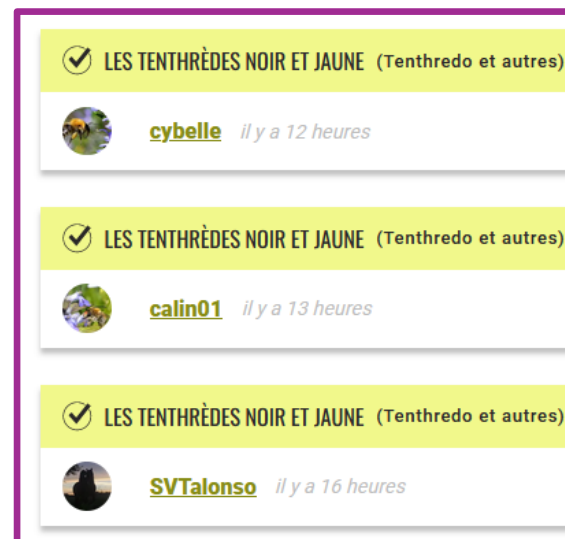 LES TENTHRÈDES NOIR ET JAUNE (Tenthredo et autres)
cybelle il y a 12 heures
LES TENTHRÈDES NOIR ET JAUNE (Tenthredo et autres)
calin01 il y a 13 heures
LES TENTHRÈDES NOIR ET JAUNE (Tenthredo et autres)
SVTalonso il y a 16 heures